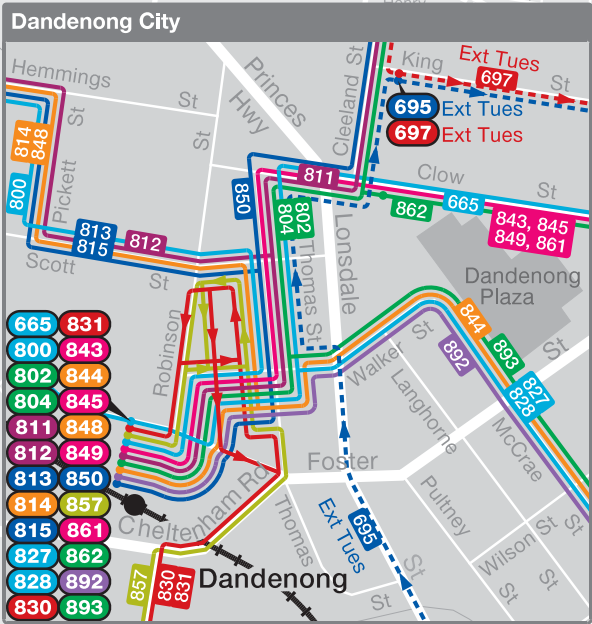 Dandenong City
Hemmings
St
St
St
Princes
Hwy
Cleeland St
King
St
Ext Tues
697
695 Ext Tues
697 Ext Tues
814
848
800
Pickett
811
850
Clow
St
665
862
843, 845
849, 861
802
804
813
815
812
Scott
St
Thomas St
Lonsdale
Dandenong
Plaza
Robinson
844
893
892
827
828
St
Walker
St
Langhorne
McCrae
St
665 831
800 843
802 844
804 845
811 848
812 849
813 850
814 857
815 861
827 862
828 892
830 893
Foster
Cheltenham Rd
Thomas
St
Ext Tues
695
St
Pultney
St
Wilson St
857
830
831
Dandenong